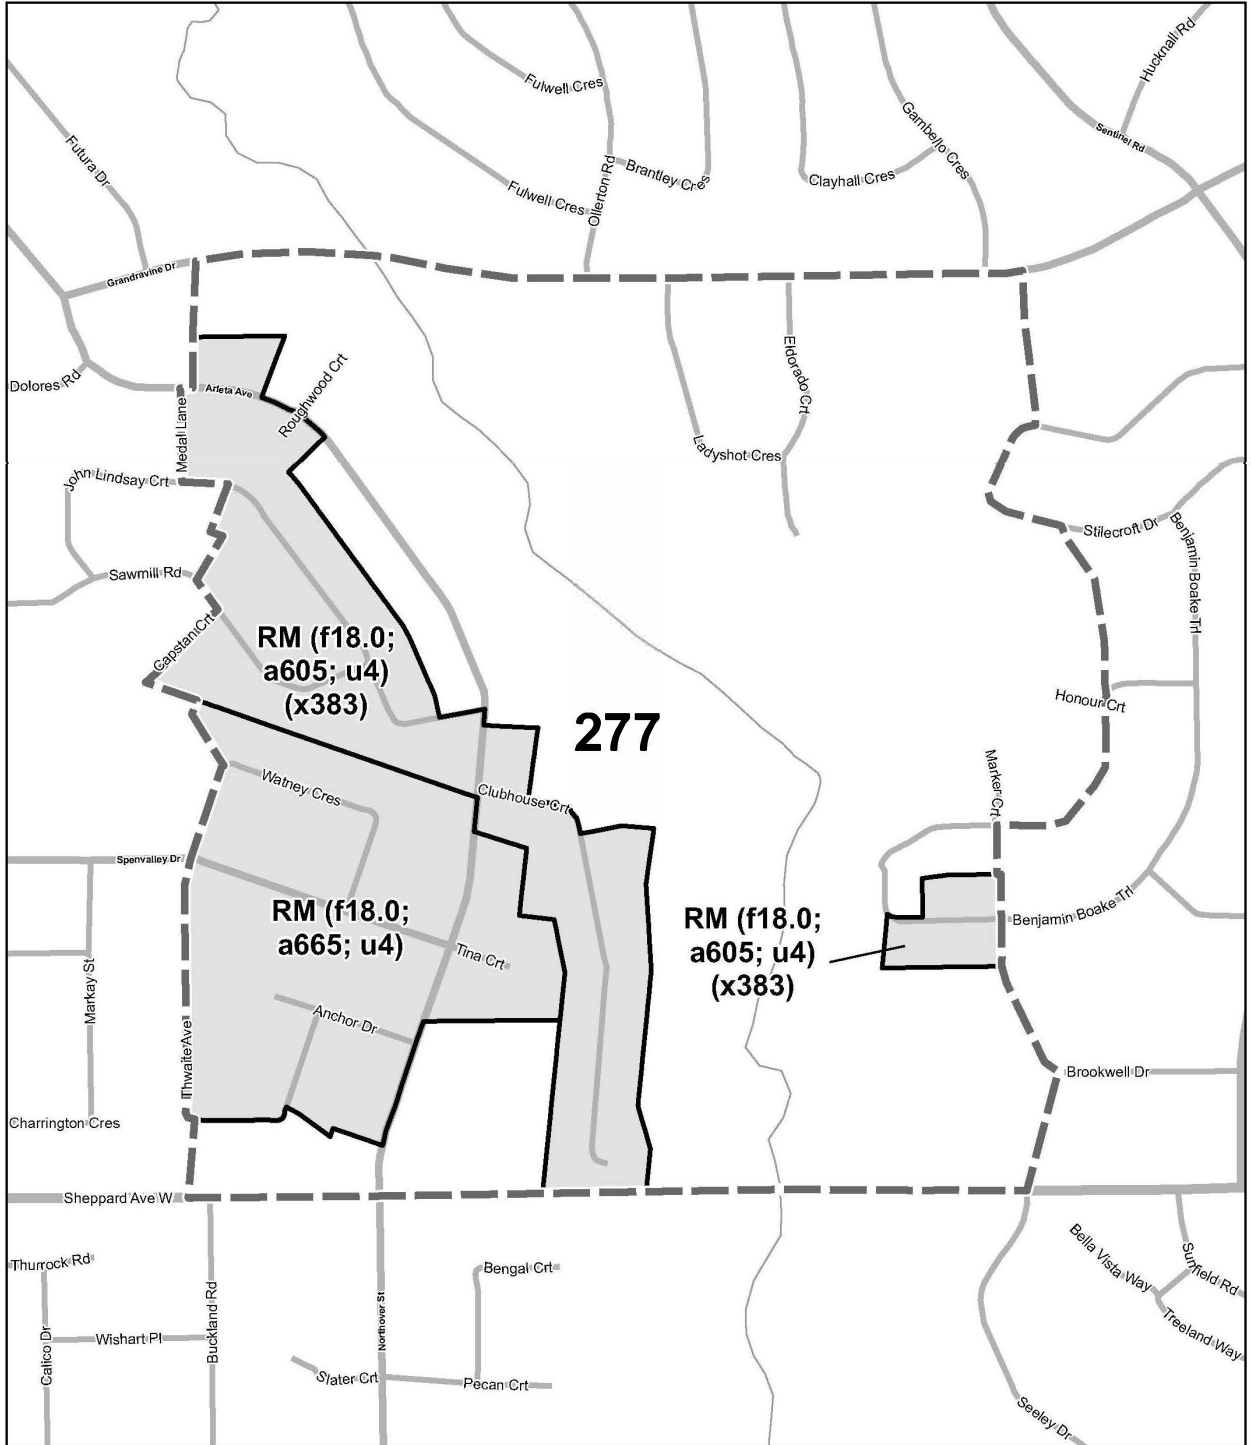 Hucknall Rd
Fulwell Cres
Gambello Cres
Sentinel Rd
Futura Dr
Brantley Cres
Clayhall Cres
Fulwell Cres
Ollerton Rd
Grandravine Dr
Dolores Rd
Arleta Ave
Roughwood Crt
Eldorado Crt
Medal Lane
Ladyshot Cres
John Lindsay Crt
Stilecroft Dr
Benjamin Boake Trl
Sawmill Rd
Capstan Crt
RM (f18.0;
a605; u4)
(x383)
277
Honour Crt
Marker Crt
Watney Cres
Clubhouse Crt
Spenvalley Dr
RM (f18.0;
a665; u4)
RM (f18.0;
a605; u4)
(x383)
Benjamin Boake Trl
Tina Crt
Markay St
Anchor Dr
Thwaite Ave
Brookwell Dr
Charrington Cres
Sheppard Ave W
Thurrock Rd
Bengal Crt
Bella Vista Way
Sunfield Rd
Calico Dr
Wishart Pl
Buckland Rd
Northover St
Treeland Way
Slater Crt
Pecan Crt
Seeley Dr